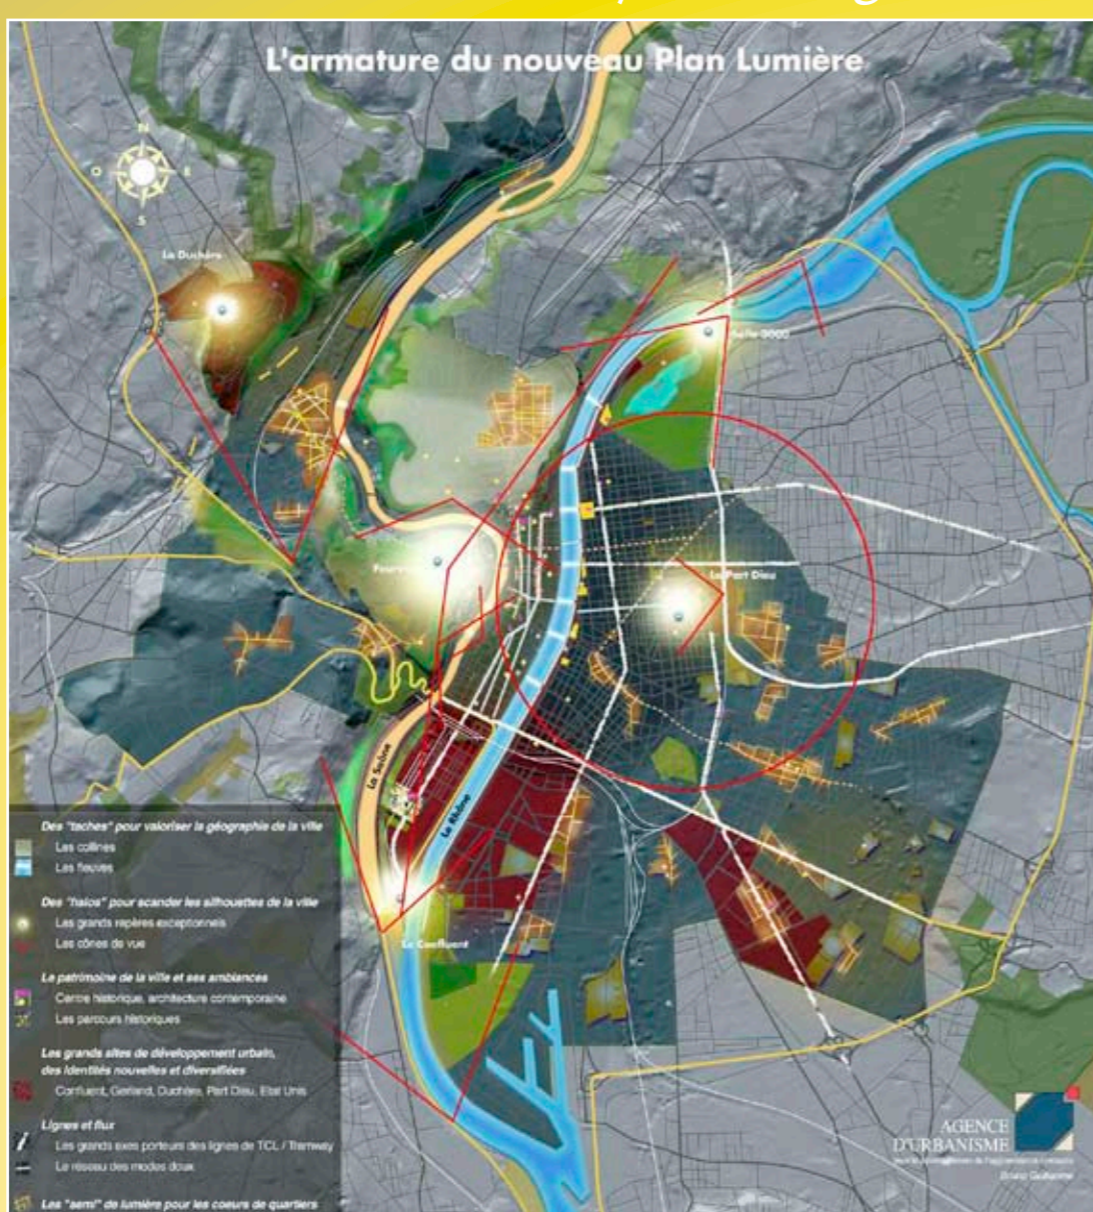 L'armature du nouveau Plan Lumière
N
O
E
S
La Duchère
La Part Dieu
La Saône
Le Rhône
Le Confluent
Des "taches" pour valoriser la géographie de la ville
Les collines
Les fleuves
Des "halos" pour scander les silhouettes de la ville
Les grands repères exceptionnels
Les cônes de vue
Le patrimoine de la ville et ses ambiances
Centre historique, architecture contemporaine
Les parcours historiques
Les grands sites de développement urbain,
des identités nouvelles et diversifiées
Confluent, Gerland, Duchère, Part Dieu, Etat Unis
Lignes et flux
Les grands axes porteurs des lignes de TCL / Tramway
Le réseau des modes doux
Les "semi" de lumière pour les coeurs de quartiers
AGENCE
D'URBANISME